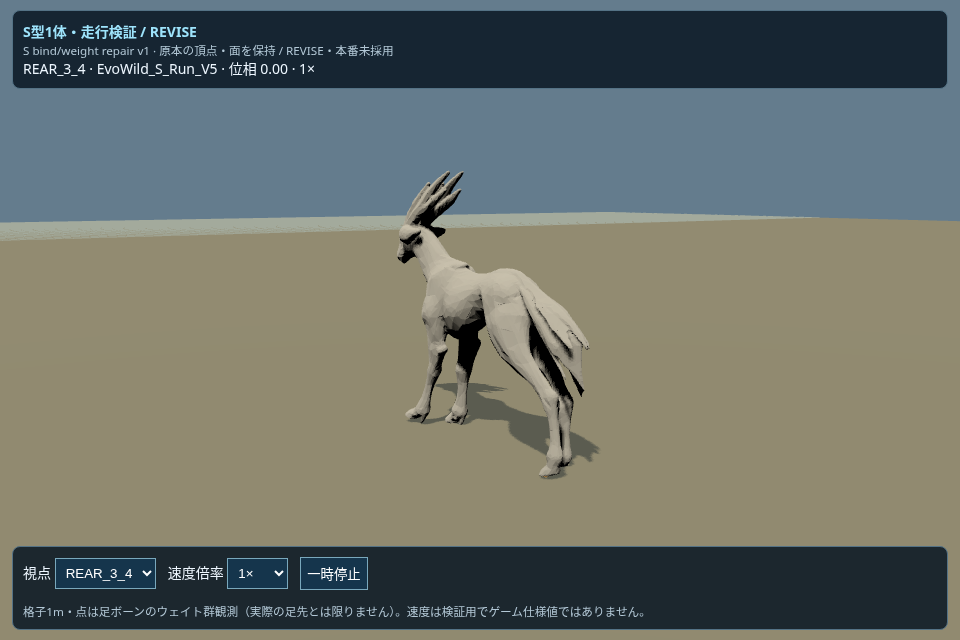 S型1体・走行検証 / REVISE
S bind/weight repair v1 · 原本の頂点・面を保持 / REVISE・本番未採用
REAR_3_4 · EvoWild_S_Run_V5 · 位相 0.00 · 1×
視点 REAR_3_4 速度倍率 1× 一時停止
格子1m・点は足ボーンのウェイト群観測（実際の足先とは限りません）。速度は検証用でゲーム仕様値ではありません。